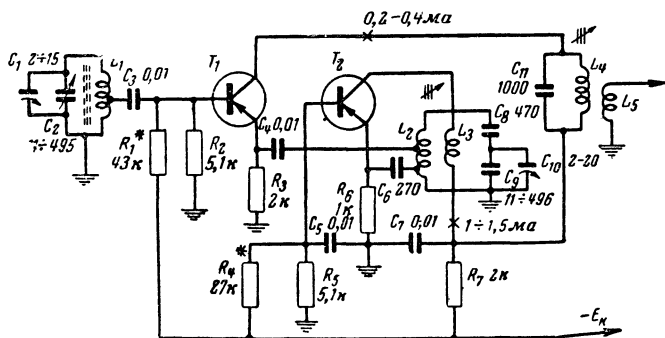 0,2–0,4ма
C₁ 2÷15
L₁
C₃ 0,01
T₁
T₂
C₁₁
1000
L₄
L₅
C₂
11÷495
R₁*
43к
R₂
5,1к
C₄ 0,01
L₂
L₃
C₈ 470
R₃
2к
C₆
270
C₉
C₁₀
2–20
11÷496
R₆
1к
C₅ 0,01
C₇ 0,01
1÷1,5ма
*
R₄
27к
R₅
5,1к
R₇ 2к
–Eк